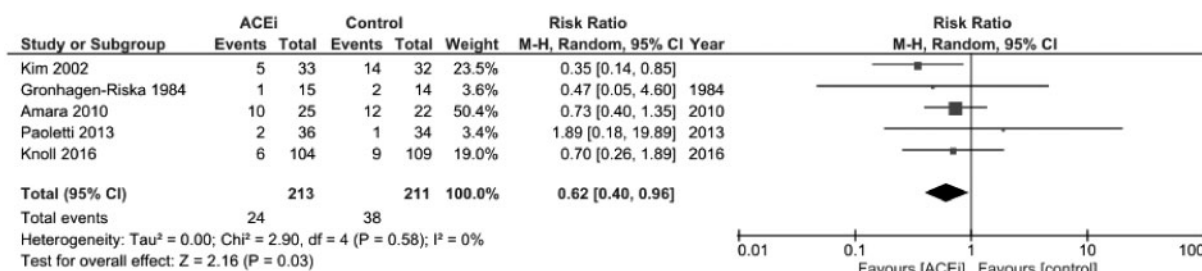 ACEi Control Risk Ratio Risk Ratio
Study or Subgroup Events Total Events Total Weight M-H, Random, 95% CI Year M-H, Random, 95% CI
Kim 2002 5 33 14 32 23.5% 0.35 [0.14, 0.85]
Gronhagen-Riska 1984 1 15 2 14 3.6% 0.47 [0.05, 4.60] 1984
Amara 2010 10 25 12 22 50.4% 0.73 [0.40, 1.35] 2010
Paoletti 2013 2 36 1 34 3.4% 1.89 [0.18, 19.89] 2013
Knoll 2016 6 104 9 109 19.0% 0.70 [0.26, 1.89] 2016
Total (95% CI) 213 211 100.0% 0.62 [0.40, 0.96]
Total events 24 38
Heterogeneity: Tau² = 0.00; Chi² = 2.90, df = 4 (P = 0.58); I² = 0%
Test for overall effect: Z = 2.16 (P = 0.03)
0.01 0.1 1 10 100
Favours [ACEi] Favours [control]